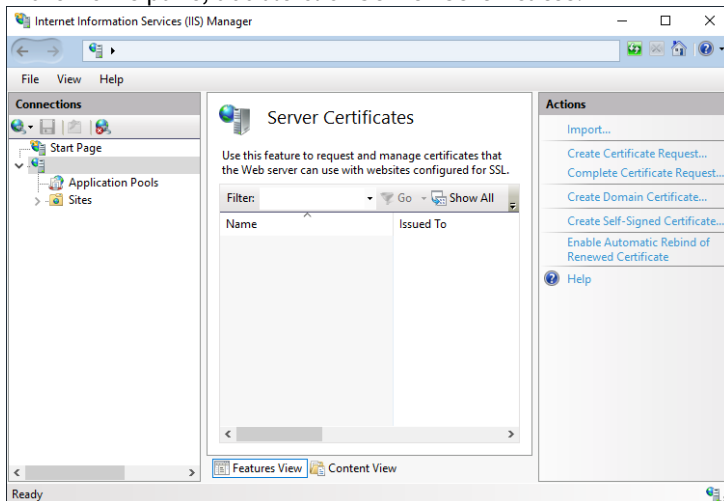 Internet Information Services (IIS) Manager
File View Help
Connections
Start Page
Application Pools
Sites
Server Certificates
Use this feature to request and manage certificates that
the Web server can use with websites configured for SSL.
Filter: Go Show All
Name Issued To
Features View Content View
Actions
Import...
Create Certificate Request...
Complete Certificate Request...
Create Domain Certificate...
Create Self-Signed Certificate...
Enable Automatic Rebind of
Renewed Certificate
Help
Ready